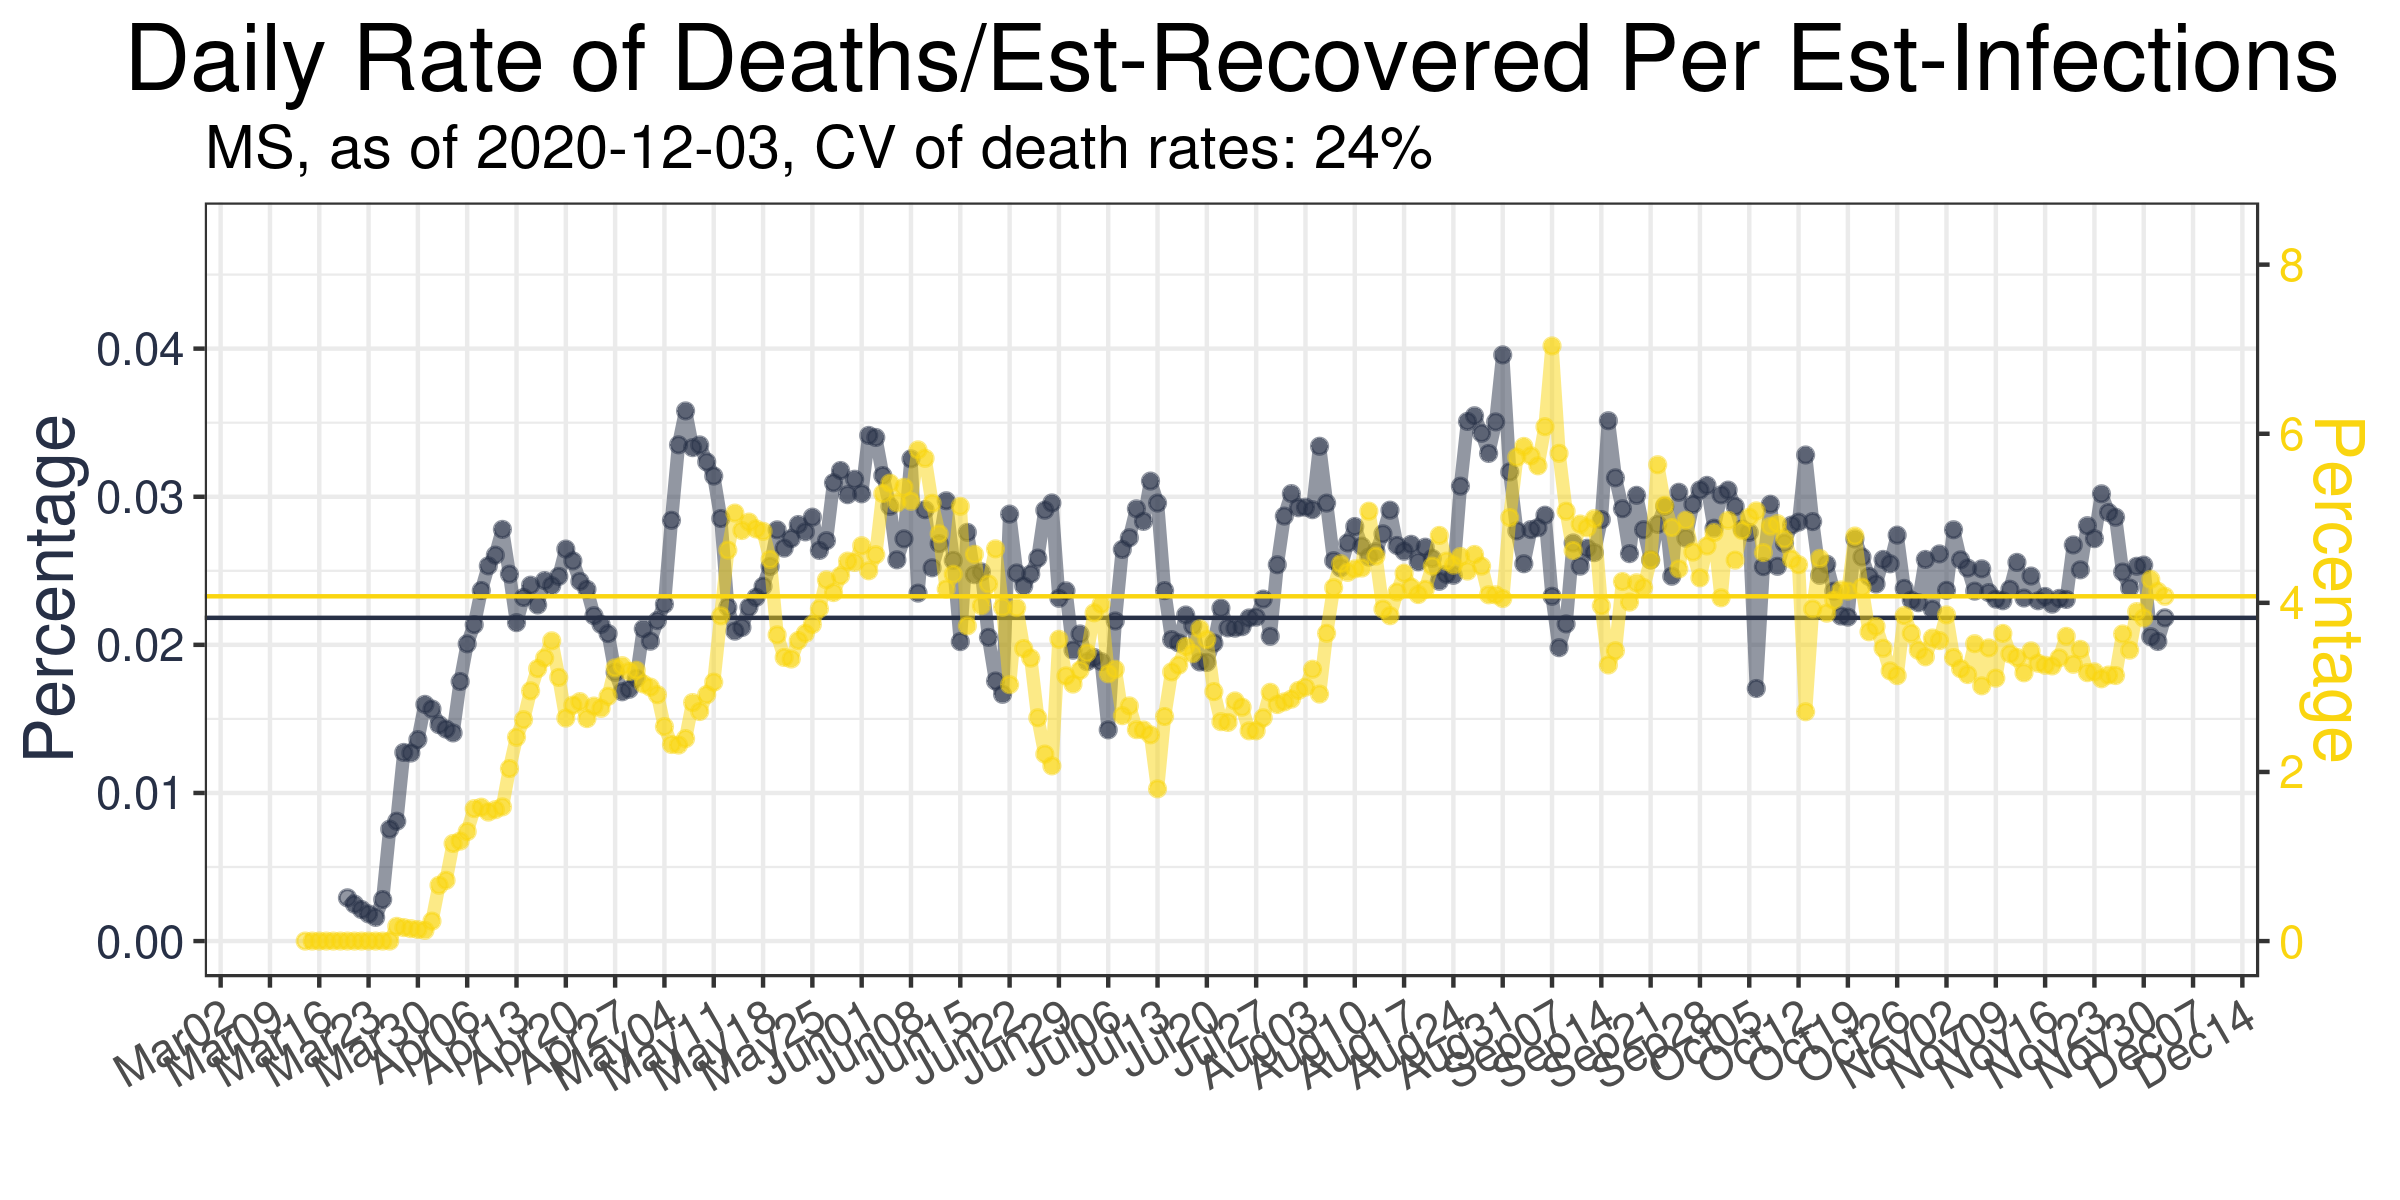 Daily Rate of Deaths/Est-Recovered Per Est-Infections
MS, as of 2020-12-03, CV of death rates: 24%
Percentage
0.04
0.03
0.02
0.01
0.00
8
6
4
2
0
Percentage
Mar02
Mar09
Mar16
Mar23
Mar30
Apr06
Apr13
Apr20
Apr27
May04
May11
May18
May25
Jun01
Jun08
Jun15
Jun22
Jun29
Jul06
Jul13
Jul20
Jul27
Aug03
Aug10
Aug17
Aug24
Aug31
Sep07
Sep14
Sep21
Sep28
Oct05
Oct12
Oct19
Oct26
Nov02
Nov09
Nov16
Nov23
Nov30
Dec07
Dec14